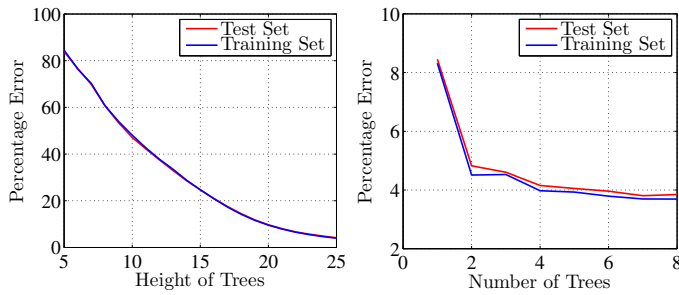 100
80
60
40
20
0
5
10
15
20
25
Percentage Error
Height of Trees
Test Set
Training Set
10
8
6
4
2
0
2
4
6
8
Percentage Error
Number of Trees
Test Set
Training Set